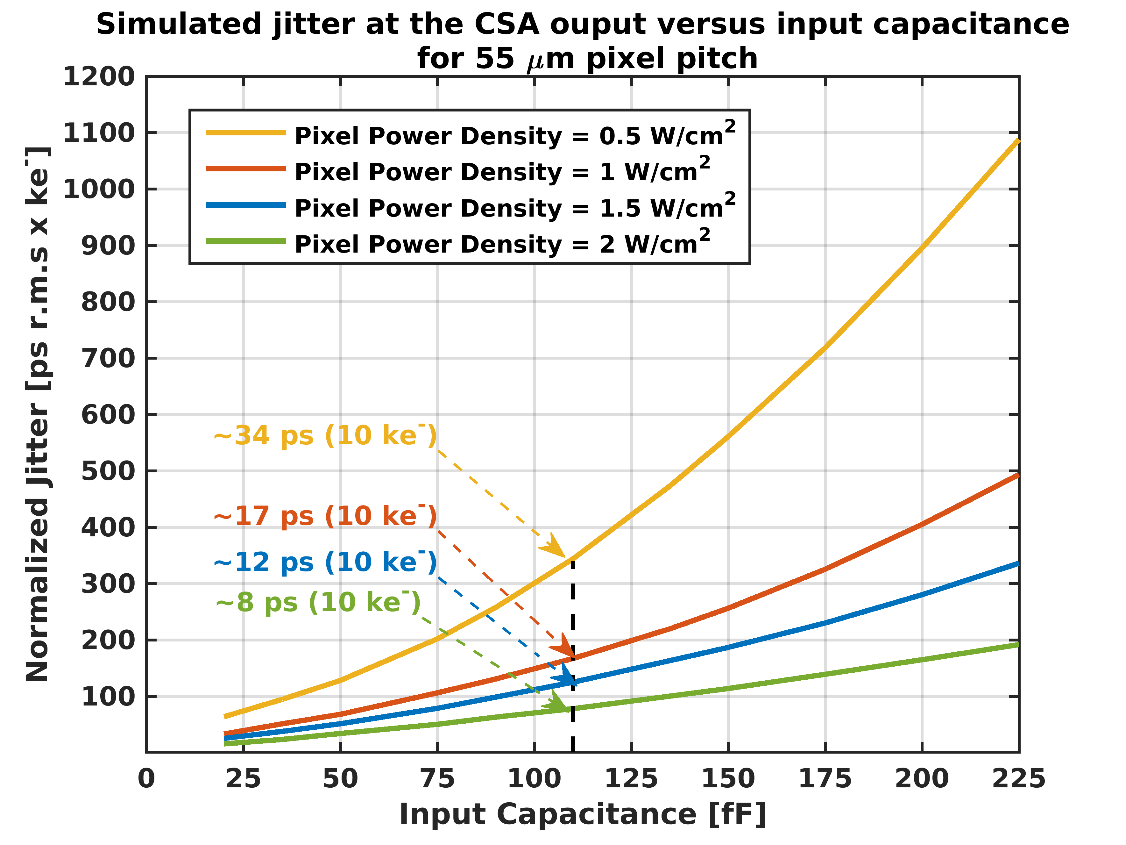 Simulated jitter at the CSA ouput versus input capacitance
for 55 μm pixel pitch
Normalized Jitter [ps r.m.s x ke⁻]
1200
1100
1000
900
800
700
600
500
400
300
200
100
Pixel Power Density = 0.5 W/cm²
Pixel Power Density = 1 W/cm²
Pixel Power Density = 1.5 W/cm²
Pixel Power Density = 2 W/cm²
~34 ps (10 ke⁻)
~17 ps (10 ke⁻)
~12 ps (10 ke⁻)
~8 ps (10 ke⁻)
0 25 50 75 100 125 150 175 200 225
Input Capacitance [fF]